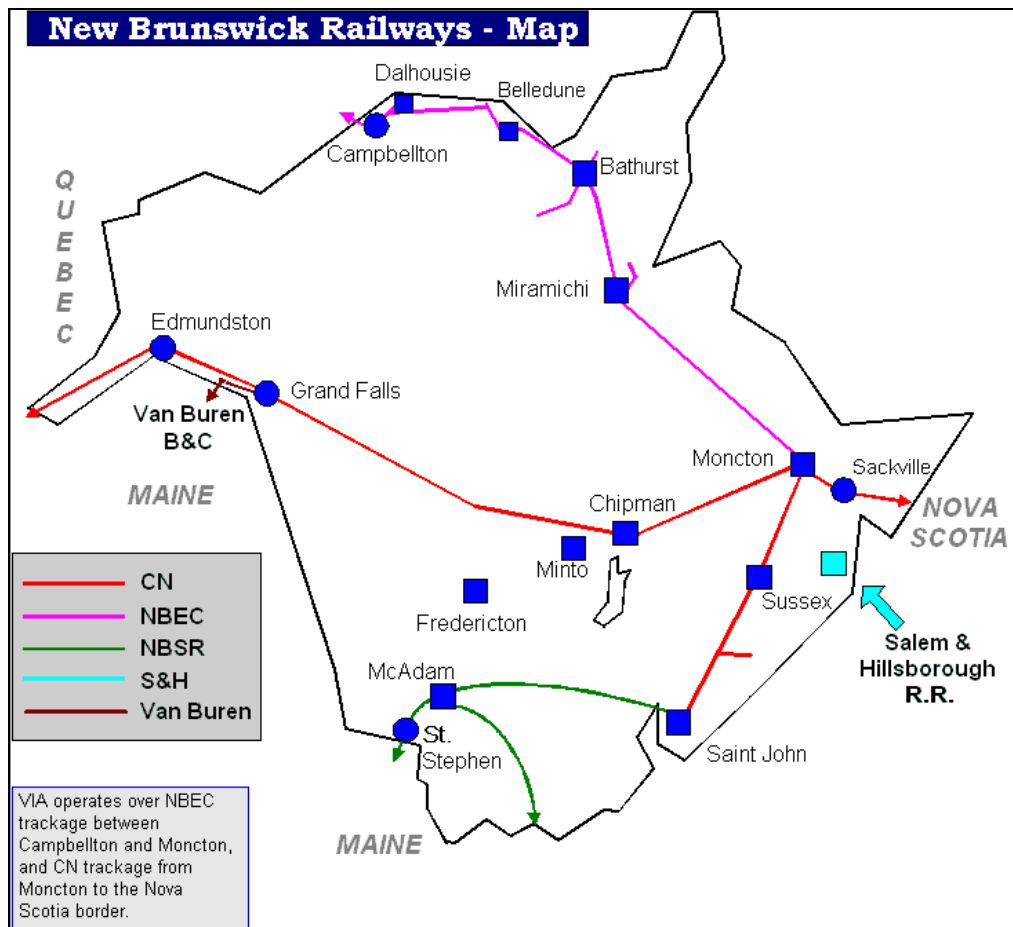 New Brunswick Railways - Map
Dalhousie
Belledune
Campbellton
Bathurst
QUEBEC
Miramichi
Edmundston
Grand Falls
Van Buren
B&C
MAINE
Moncton
Sackville
Chipman
NOVA
SCOTIA
Minto
Fredericton
Sussex
CN
NBEC
NBSR
S&H
Van Buren
Salem &
Hillsborough
R.R.
McAdam
St.
Stephen
Saint John
MAINE
VIA operates over NBEC
trackage between
Campbellton and Moncton,
and CN trackage from
Moncton to the Nova
Scotia border.